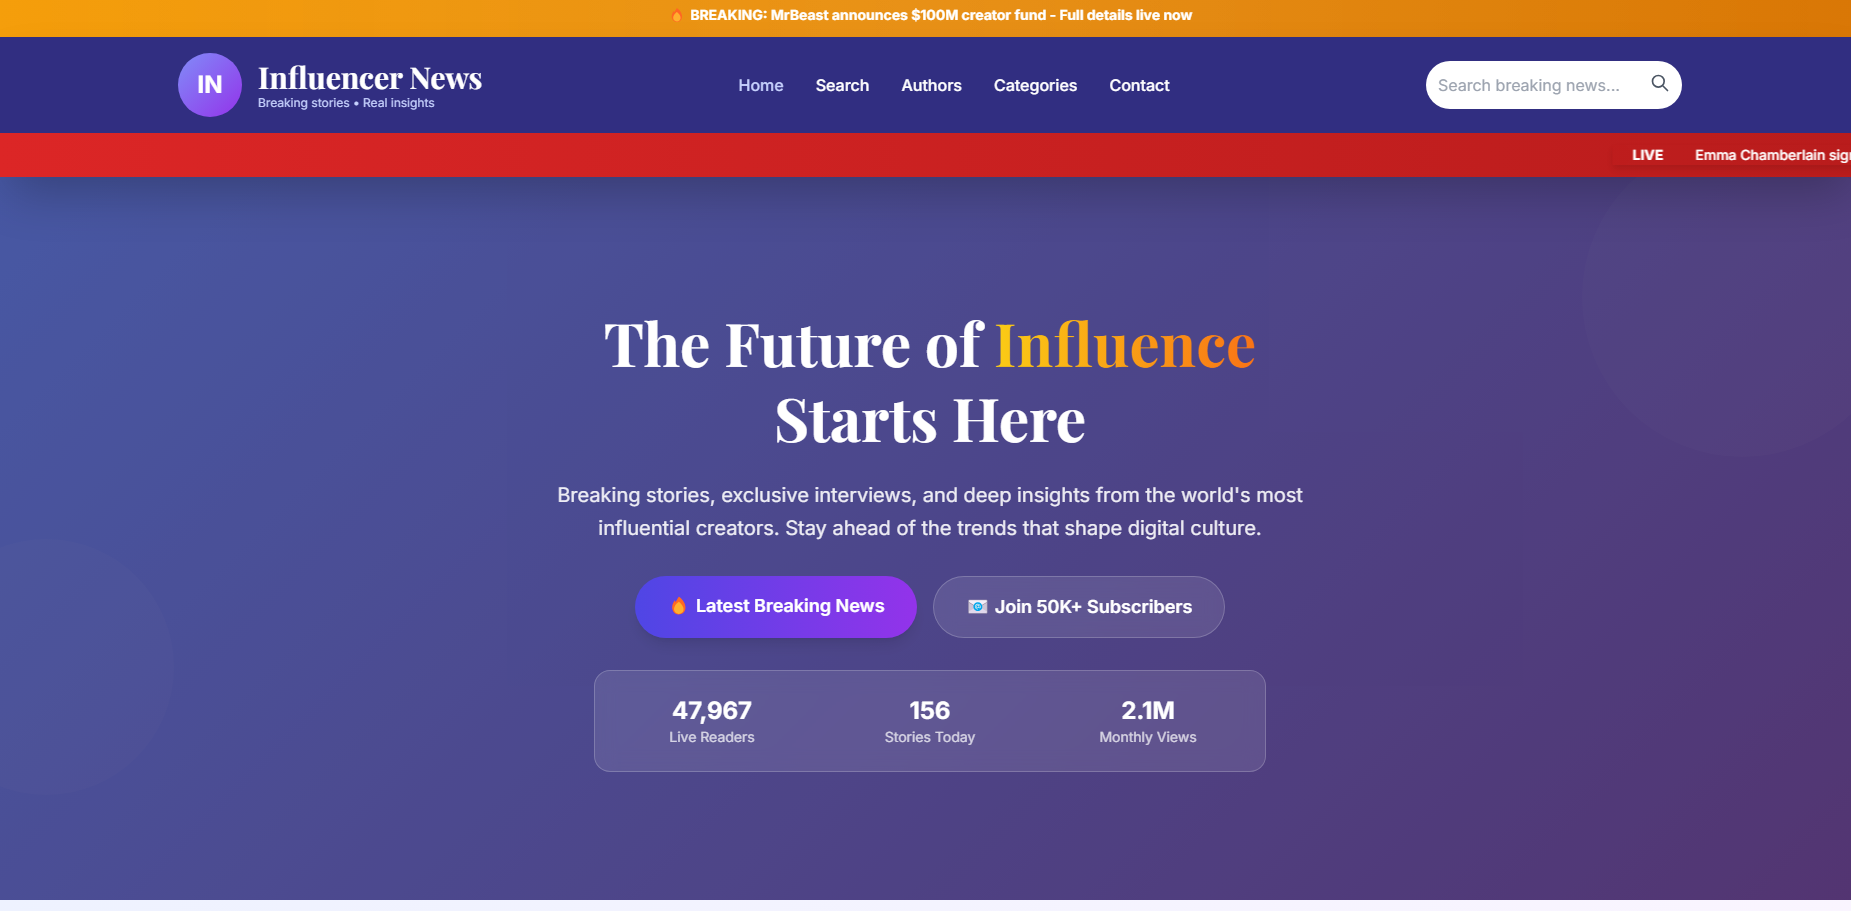 🔥 BREAKING: MrBeast announces $100M creator fund - Full details live now
IN
Influencer News
Breaking stories • Real insights
Home
Search
Authors
Categories
Contact
Search breaking news...
LIVE
Emma Chamberlain
The Future of Influence
Starts Here
Breaking stories, exclusive interviews, and deep insights from the world's most
influential creators. Stay ahead of the trends that shape digital culture.
🔥 Latest Breaking News
📧 Join 50K+ Subscribers
47,967
Live Readers
156
Stories Today
2.1M
Monthly Views